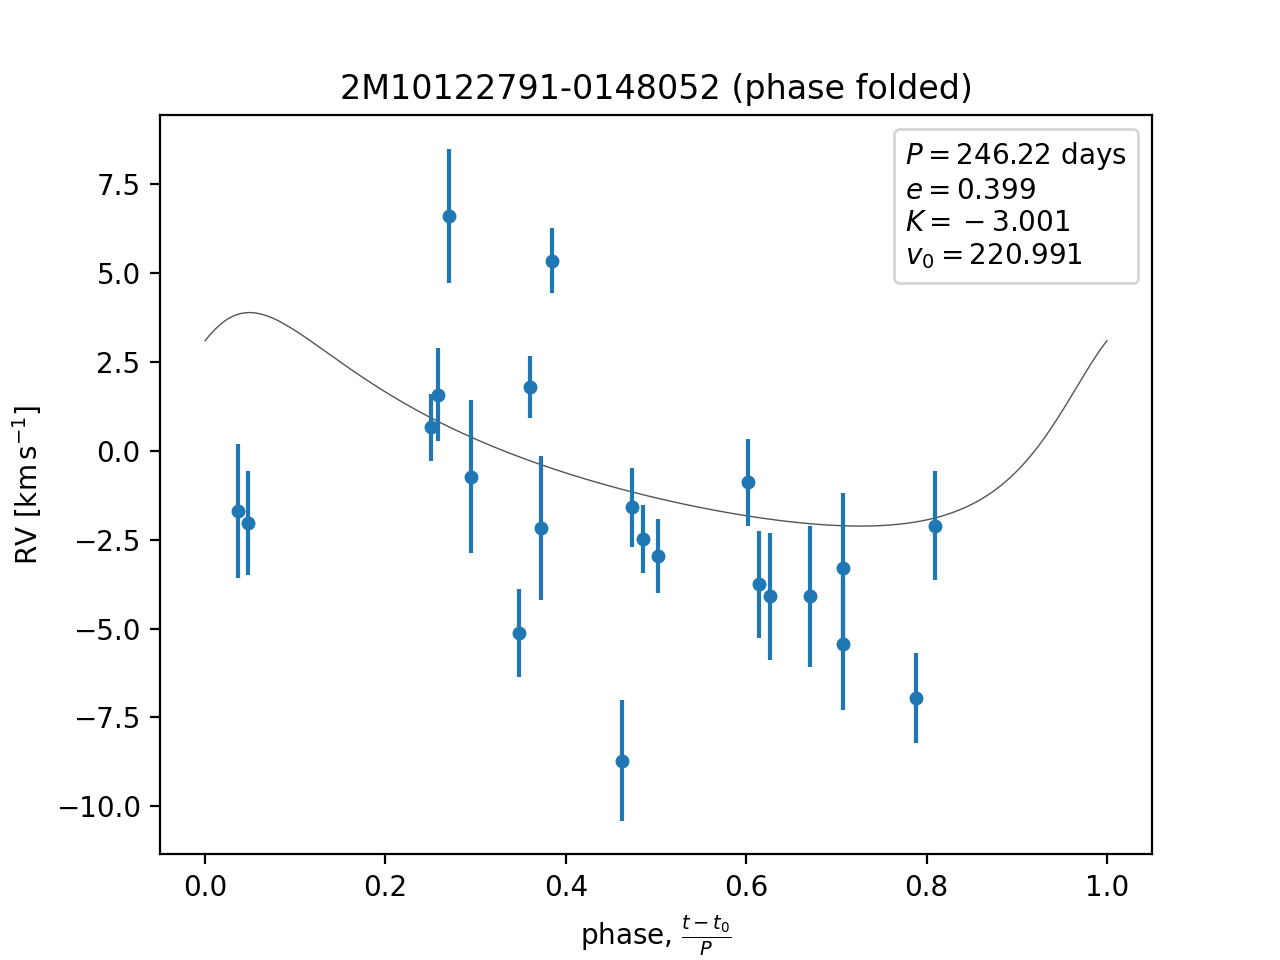 2M10122791-0148052 (phase folded)
P = 246.22 days
e = 0.399
K = −3.001
v₀ = 220.991
RV [km s⁻¹]
7.5
5.0
2.5
0.0
−2.5
−5.0
−7.5
−10.0
0.0 0.2 0.4 0.6 0.8 1.0
phase, (t − t₀)/P